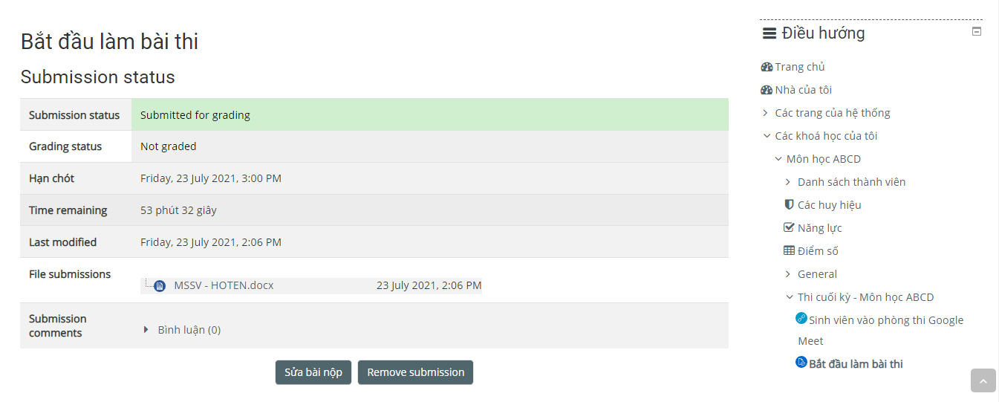 Bắt đầu làm bài thi
Submission status
Submission status Submitted for grading
Grading status Not graded
Hạn chót Friday, 23 July 2021, 3:00 PM
Time remaining 53 phút 32 giây
Last modified Friday, 23 July 2021, 2:06 PM
File submissions
MSSV - HOTEN.docx 23 July 2021, 2:06 PM
Submission
comments
Bình luận (0)
Sửa bài nộp Remove submission
Điều hướng
Trang chủ
Nhà của tôi
Các trang của hệ thống
Các khoá học của tôi
Môn học ABCD
Danh sách thành viên
Các huy hiệu
Năng lực
Điểm số
General
Thi cuối kỳ - Môn học ABCD
Sinh viên vào phòng thi Google
Meet
Bắt đầu làm bài thi